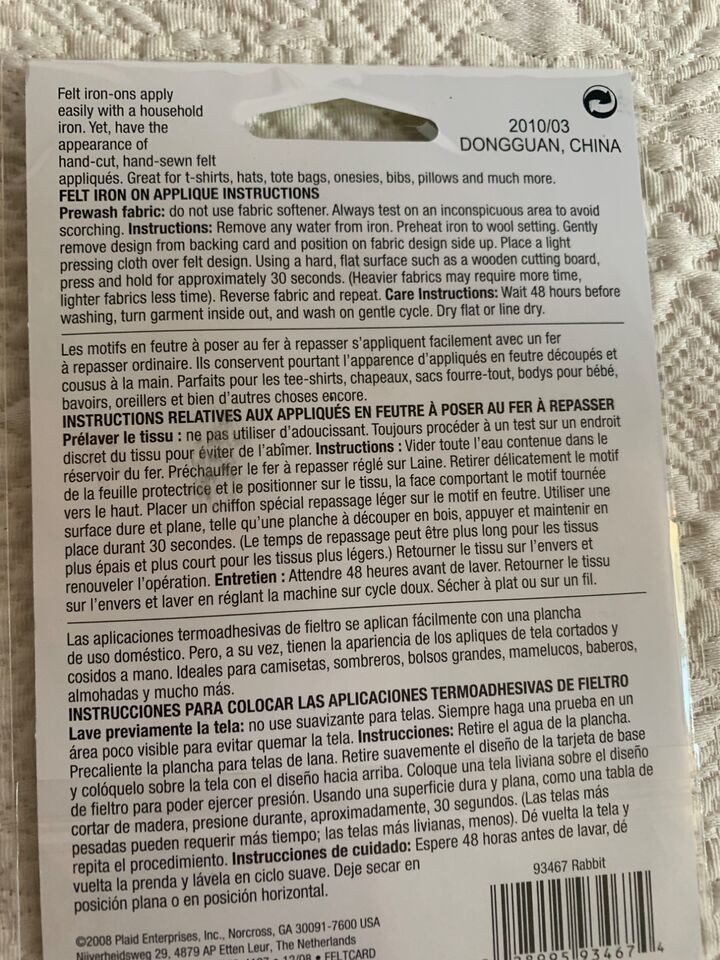 Felt iron-ons apply
easily with a household
iron. Yet, have the
appearance of
hand-cut, hand-sewn felt
appliqués. Great for t-shirts, hats, tote bags, onesies, bibs, pillows and much more.
2010/03
DONGGUAN, CHINA
FELT IRON ON APPLIQUE INSTRUCTIONS
Prewash fabric: do not use fabric softener. Always test on an inconspicuous area to avoid
scorching. Instructions: Remove any water from iron. Preheat iron to wool setting. Gently
remove design from backing card and position on fabric design side up. Place a light
pressing cloth over felt design. Using a hard, flat surface such as a wooden cutting board,
press and hold for approximately 30 seconds. (Heavier fabrics may require more time,
lighter fabrics less time). Reverse fabric and repeat. Care Instructions: Wait 48 hours before
washing, turn garment inside out, and wash on gentle cycle. Dry flat or line dry.
Les motifs en feutre à poser au fer à repasser s'appliquent facilement avec un fer
à repasser ordinaire. Ils conservent pourtant l'apparence d'appliqués en feutre découpés et
cousus à la main. Parfaits pour les tee-shirts, chapeaux, sacs fourre-tout, bodys pour bébé,
bavoirs, oreillers et bien d'autres choses encore.
INSTRUCTIONS RELATIVES AUX APPLIQUÉS EN FEUTRE À POSER AU FER À REPASSER
Prélaver le tissu : ne pas utiliser d'adoucissant. Toujours procéder à un test sur un endroit
discret du tissu pour éviter de l'abîmer. Instructions : Vider toute l'eau contenue dans le
réservoir du fer. Préchauffer le fer à repasser réglé sur Laine. Retirer délicatement le motif
de la feuille protectrice et le positionner sur le tissu, la face comportant le motif tournée
vers le haut. Placer un chiffon spécial repassage léger sur le motif en feutre. Utiliser une
surface dure et plane, telle qu'une planche à découper en bois, appuyer et maintenir en
place durant 30 secondes. (Le temps de repassage peut être plus long pour les tissus
plus épais et plus court pour les tissus plus légers.) Retourner le tissu sur l'envers et
renouveler l'opération. Entretien : Attendre 48 heures avant de laver. Retourner le tissu
sur l'envers et laver en réglant la machine sur cycle doux. Sécher à plat ou sur un fil.
Las aplicaciones termoadhesivas de fieltro se aplican fácilmente con una plancha
de uso doméstico. Pero, a su vez, tienen la apariencia de los apliques de tela cortados y
cosidos a mano. Ideales para camisetas, sombreros, bolsos grandes, mamelucos, baberos,
almohadas y mucho más.
INSTRUCCIONES PARA COLOCAR LAS APLICACIONES TERMOADHESIVAS DE FIELTRO
Lave previamente la tela: no use suavizante para telas. Siempre haga una prueba en un
área poco visible para evitar quemar la tela. Instrucciones: Retire el agua de la plancha.
Precaliente la plancha para telas de lana. Retire suavemente el diseño de la tarjeta de base
y colóquelo sobre la tela con el diseño hacia arriba. Coloque una tela liviana sobre el diseño
de fieltro para poder ejercer presión. Usando una superficie dura y plana, como una tabla de
cortar de madera, presione durante, aproximadamente, 30 segundos. (Las telas más
pesadas pueden requerir más tiempo; las telas más livianas, menos). Dé vuelta la tela y
repita el procedimiento. Instrucciones de cuidado: Espere 48 horas antes de lavar, dé
vuelta la prenda y lávela en ciclo suave. Deje secar en
posición plana o en posición horizontal.
93467 Rabbit
©2008 Plaid Enterprises, Inc., Norcross, GA 30091-7600 USA
Nijverheidsweg 29, 4879 AP Etten Leur, The Netherlands
12/08 • FELTCARD
93467 4